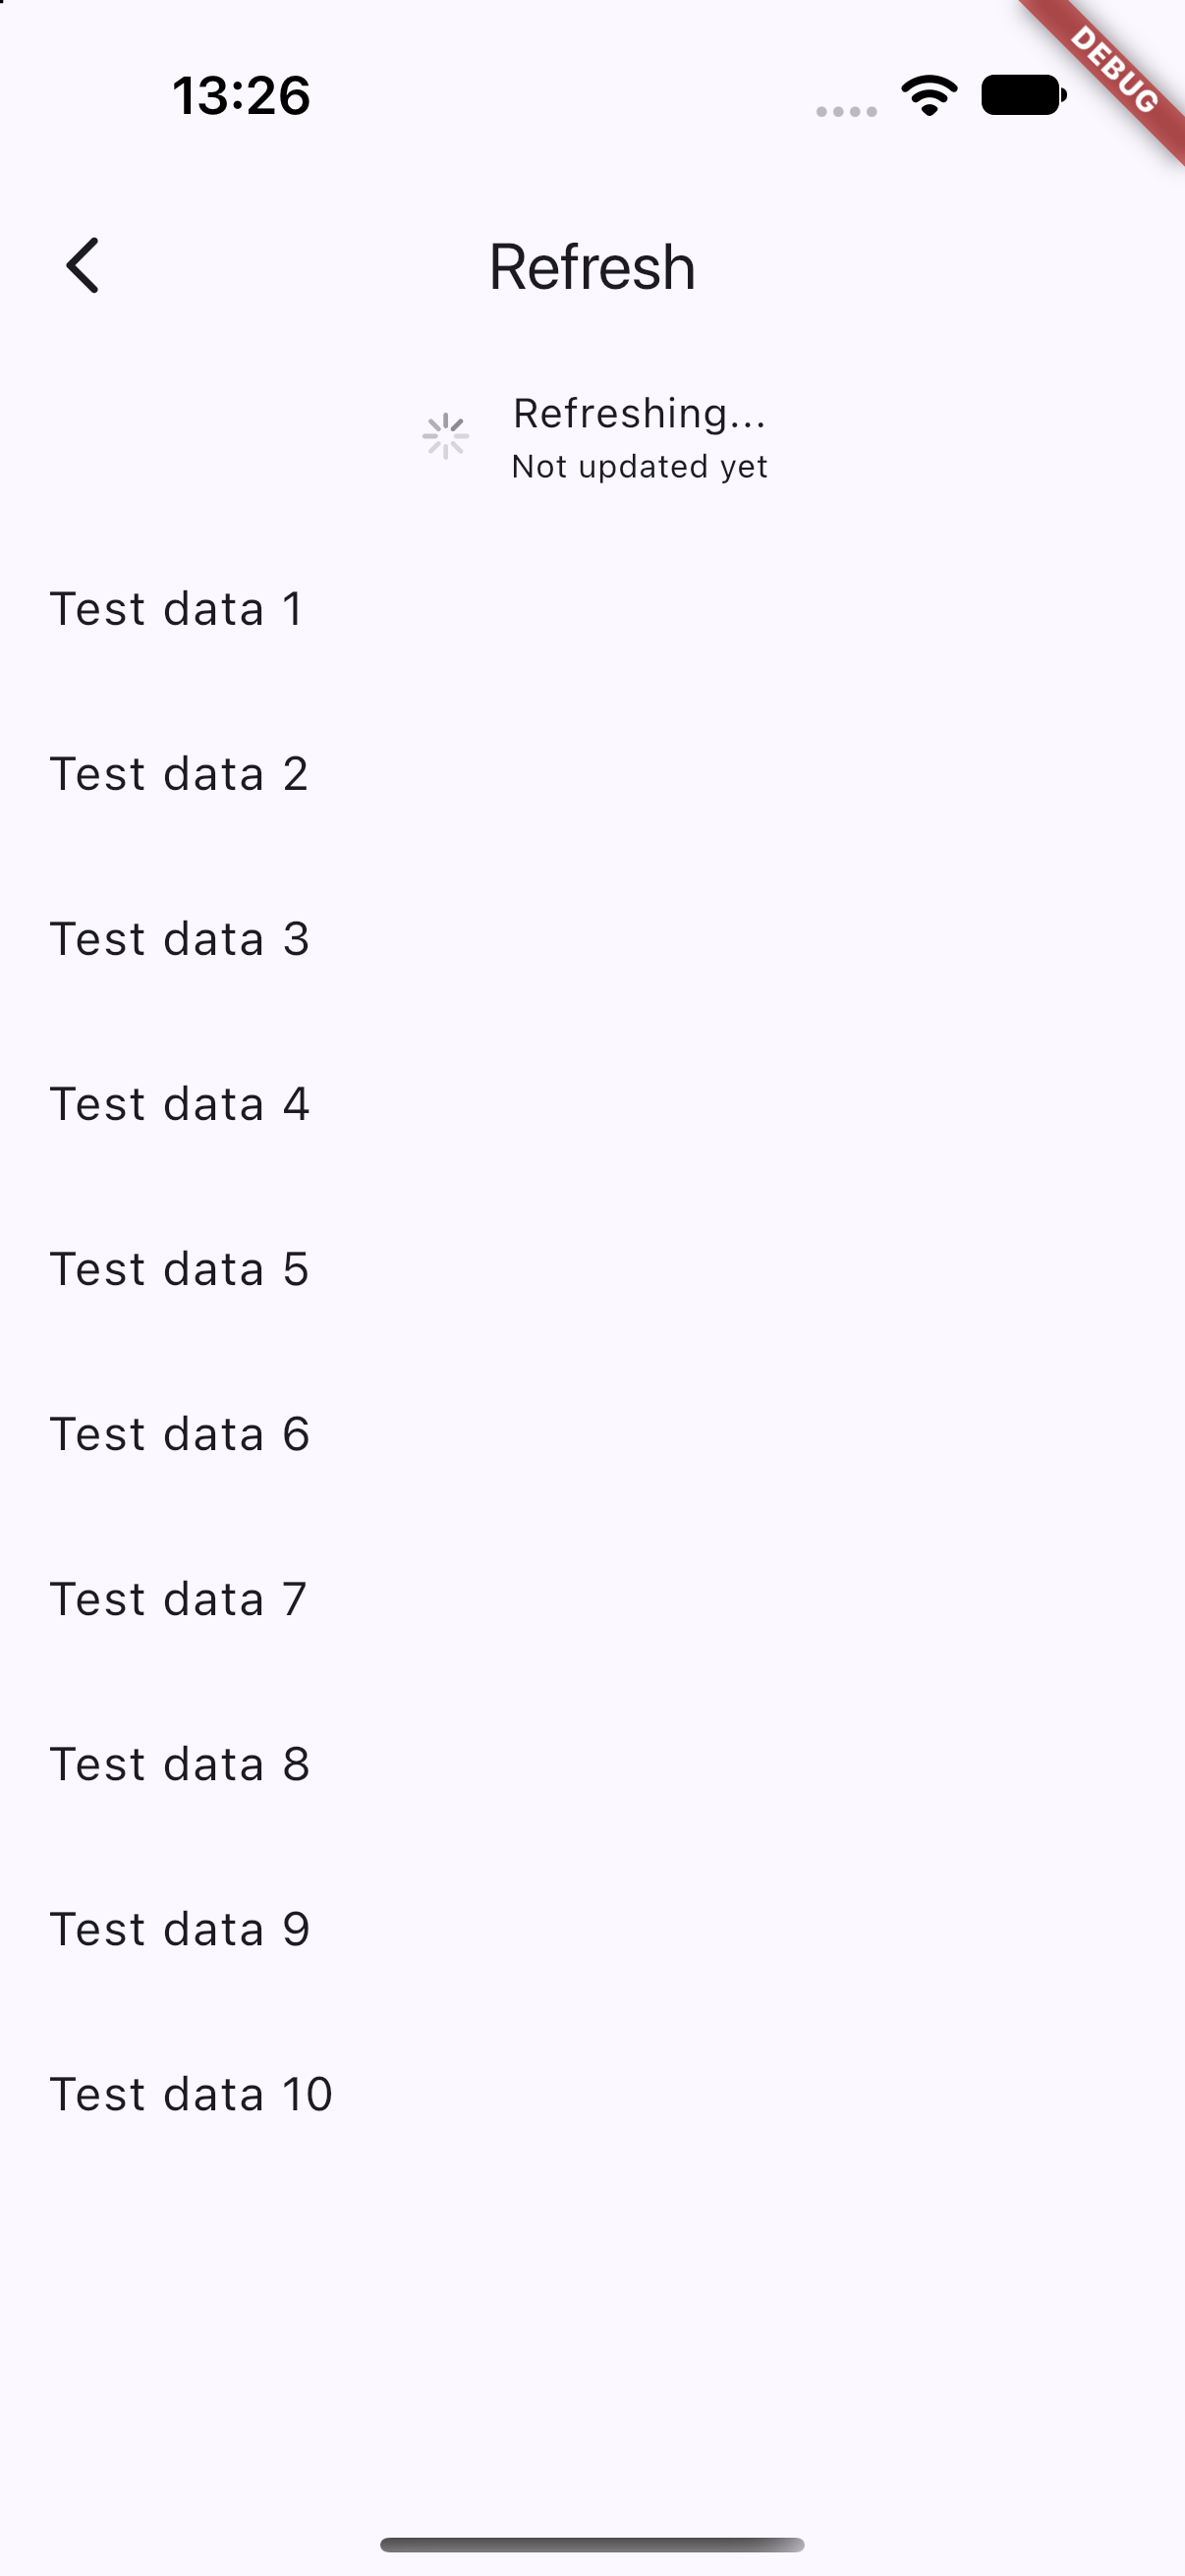 13:26
DEBUG
Refresh
Refreshing...
Not updated yet
Test data 1
Test data 2
Test data 3
Test data 4
Test data 5
Test data 6
Test data 7
Test data 8
Test data 9
Test data 10